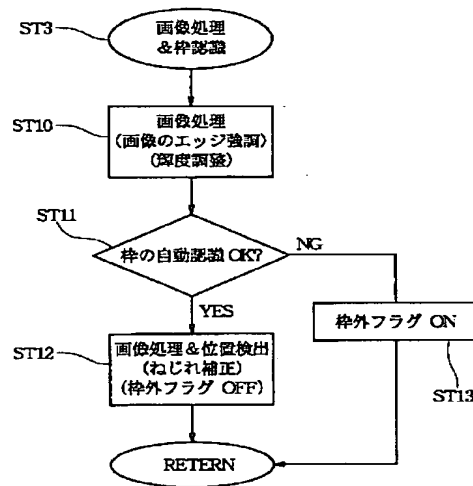 ST3
画像処理
&枠認識
ST10
画像処理
(画像のエッジ強調)
(輝度調整)
ST11
枠の自動認識 OK?
NG
YES
枠外フラグ ON
ST13
ST12
画像処理&位置検出
(ねじれ補正)
(枠外フラグ OFF)
RETERN